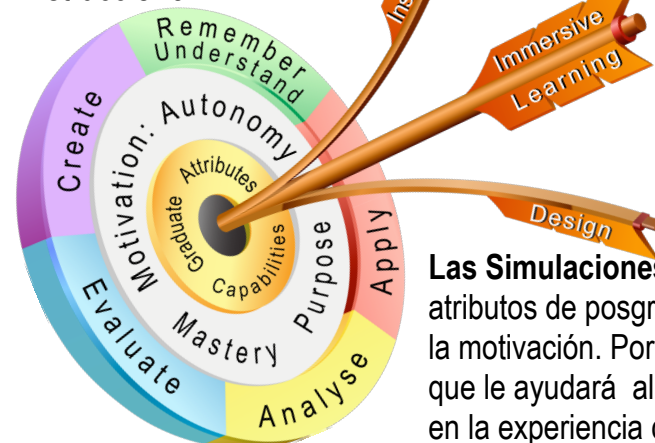 Remember
Understand
Create
Apply
Evaluate
Analyse
Motivation: Autonomy
Mastery
Purpose
Graduate Attributes
Capabilities
Immersive
Learning
Design
Ins
Las Simulaciones
atributos de posgr
la motivación. Por
que le ayudará al
en la experiencia